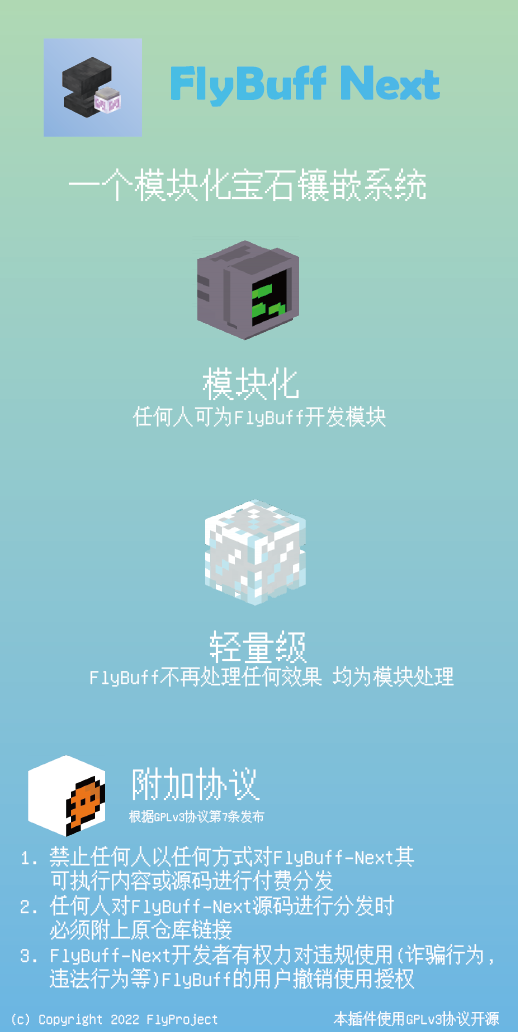 FlyBuff Next
一个模块化宝石镶嵌系统
模块化
任何人可为FlyBuff开发模块
轻量级
FlyBuff不再处理任何效果 均为模块处理
附加协议
根据GPLv3协议第7条发布
1. 禁止任何人以任何方式对FlyBuff-Next其
可执行内容或源码进行付费分发
2. 任何人对FlyBuff-Next源码进行分发时
必须附上原仓库链接
3. FlyBuff-Next开发者有权力对违规使用(诈骗行为,
违法行为等)FlyBuff的用户撤销使用授权
(c) Copyright 2022 FlyProject
本插件使用GPLv3协议开源